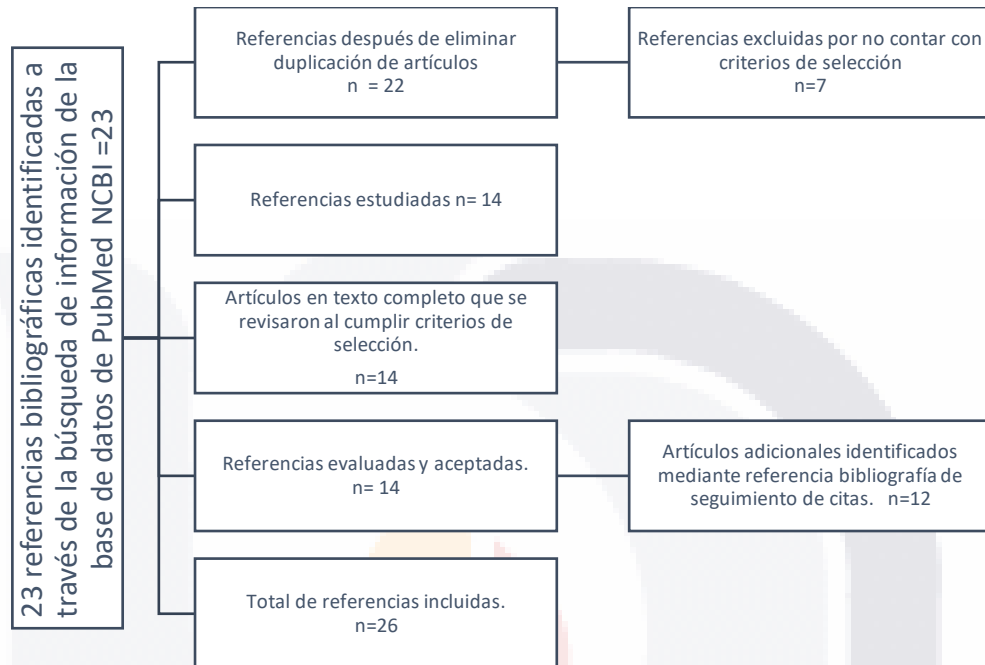 23 referencias bibliográficas identificadas a
través de la búsqueda de información de la
base de datos de PubMed NCBI =23
Referencias después de eliminar
duplicación de artículos
n = 22
Referencias excluidas por no contar con
criterios de selección
n=7
Referencias estudiadas n= 14
Artículos en texto completo que se
revisaron al cumplir criterios de
selección.
n=14
Referencias evaluadas y aceptadas.
n= 14
Artículos adicionales identificados
mediante referencia bibliografía de
seguimiento de citas. n=12
Total de referencias incluidas.
n=26